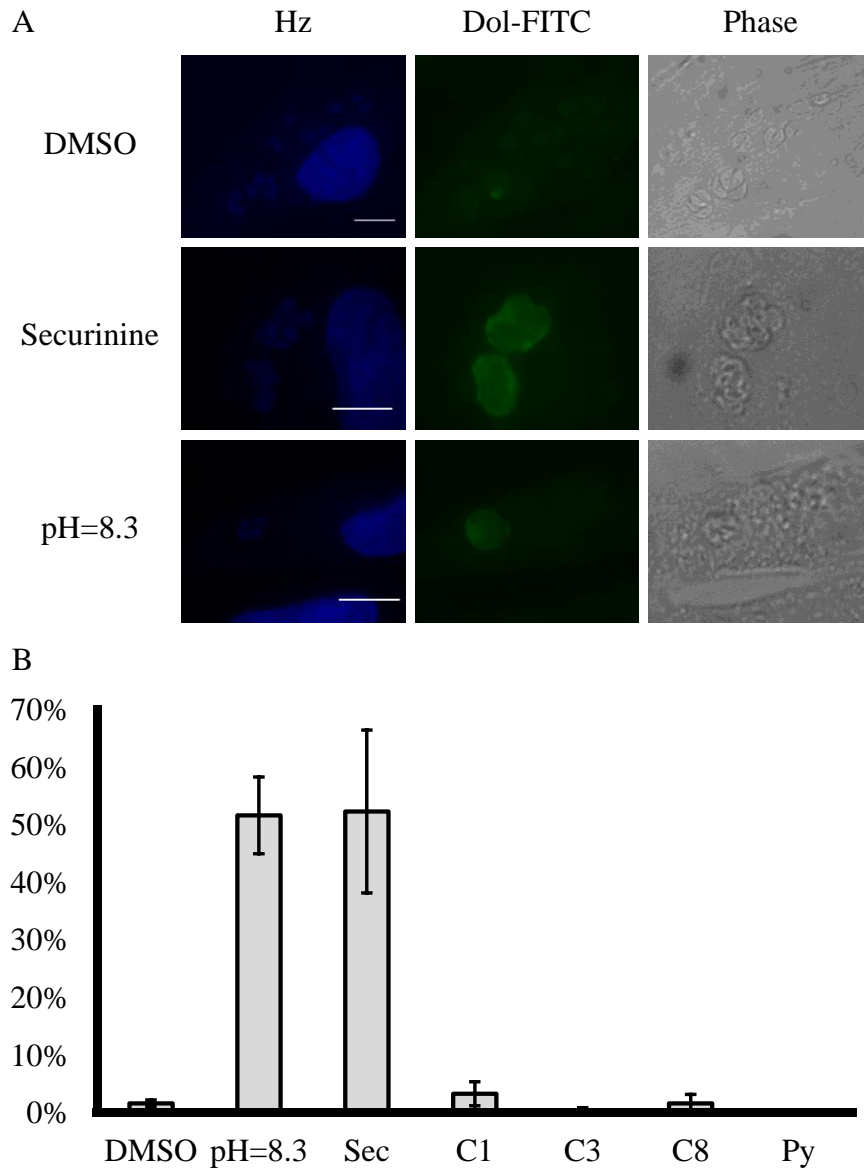 A
Hz Dol-FITC Phase
DMSO
Securinine
pH=8.3
B
70%
60%
50%
40%
30%
20%
10%
0%
DMSO pH=8.3 Sec C1 C3 C8 Py